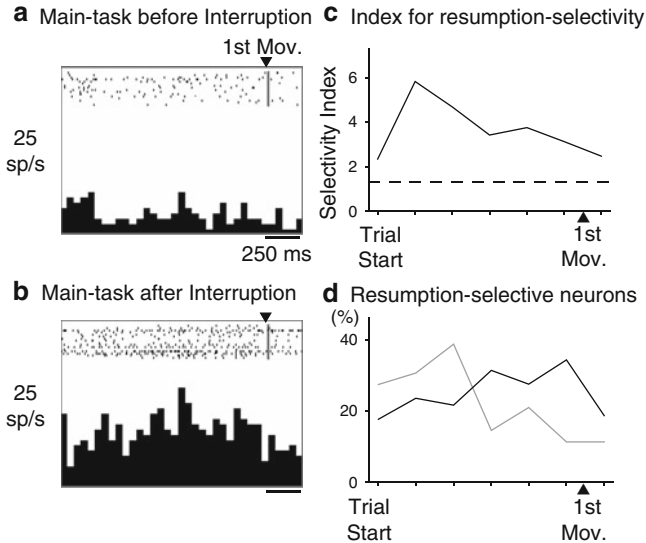 a Main-task before Interruption
1st Mov.
25
sp/s
250 ms
b Main-task after Interruption
25
sp/s
c Index for resumption-selectivity
Selectivity Index
6
4
2
0
Trial
Start
1st
Mov.
d Resumption-selective neurons
(%)
40
20
0
Trial
Start
1st
Mov.